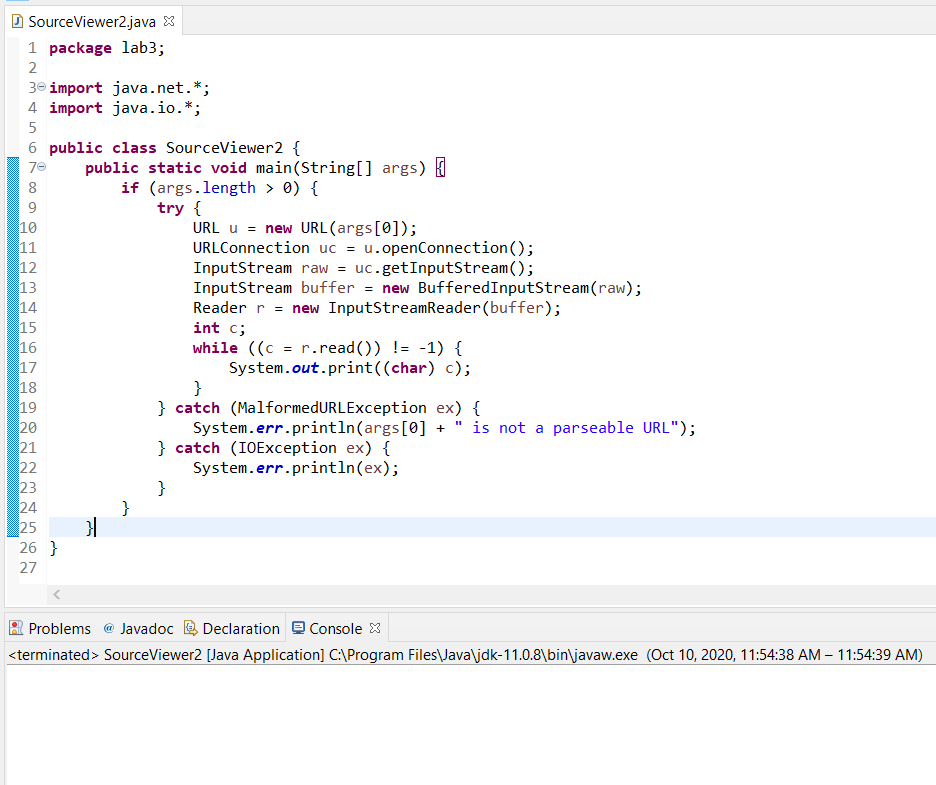 SourceViewer2.java
1 package lab3;
2
3 import java.net.*;
4 import java.io.*;
5
6 public class SourceViewer2 {
7     public static void main(String[] args) {
8         if (args.length > 0) {
9             try {
10                 URL u = new URL(args[0]);
11                 URLConnection uc = u.openConnection();
12                 InputStream raw = uc.getInputStream();
13                 InputStream buffer = new BufferedInputStream(raw);
14                 Reader r = new InputStreamReader(buffer);
15                 int c;
16                 while ((c = r.read()) != -1) {
17                     System.out.print((char) c);
18                 }
19             } catch (MalformedURLException ex) {
20                 System.err.println(args[0] + " is not a parseable URL");
21             } catch (IOException ex) {
22                 System.err.println(ex);
23             }
24         }
25     }
26 }
27
Problems @ Javadoc Declaration Console
<terminated> SourceViewer2 [Java Application] C:\Program Files\Java\jdk-11.0.8\bin\javaw.exe (Oct 10, 2020, 11:54:38 AM – 11:54:39 AM)